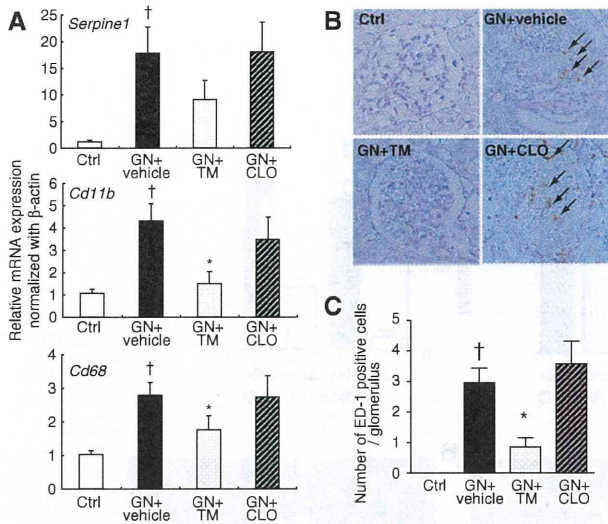 A
Relative mRNA expression
normalized with β-actin
Serpine1
†
25
20
15
10
5
0
Ctrl
GN+
vehicle
GN+
TM
GN+
CLO
Cd11b
†
*
6
5
4
3
2
1
0
Ctrl
GN+
vehicle
GN+
TM
GN+
CLO
Cd68
†
*
4
3
2
1
0
Ctrl
GN+
vehicle
GN+
TM
GN+
CLO
B
Ctrl
GN+vehicle
GN+TM
GN+CLO
C
Number of ED-1 positive cells
/ glomerulus
5
4
3
2
1
0
†
*
Ctrl
GN+
vehicle
GN+
TM
GN+
CLO